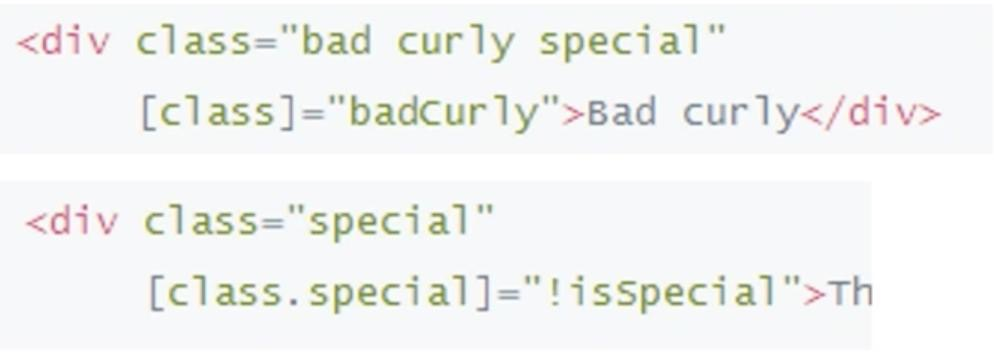 <div class="bad curly special"
[class]="badCurly">Bad curly</div>
<div class="special"
[class.special]="!isSpecial">Th